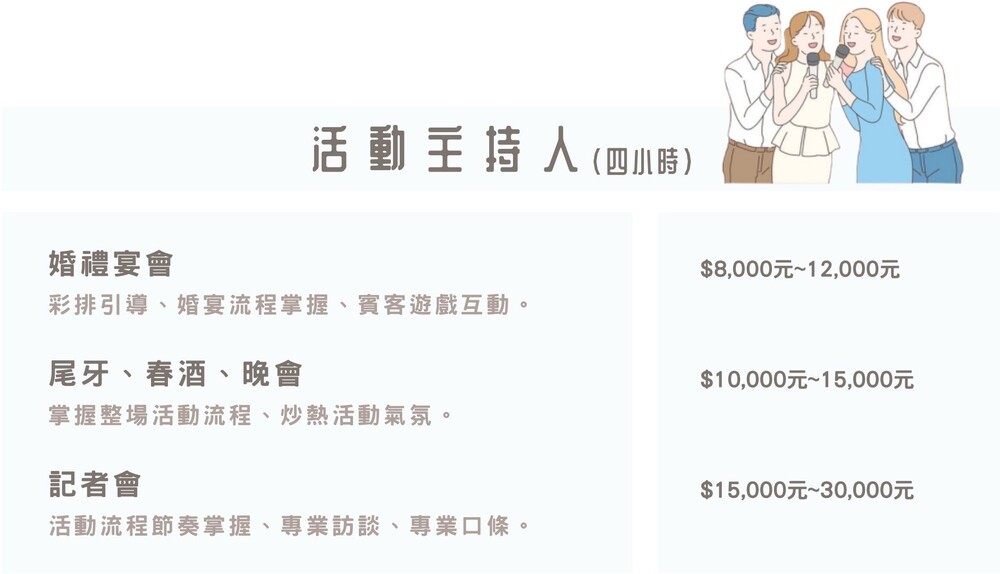 活動主持人(四小時)
婚禮宴會
$8,000元~12,000元
彩排引導、婚宴流程掌握、賓客遊戲互動。
尾牙、春酒、晚會
$10,000元~15,000元
掌握整場活動流程、炒熱活動氣氛。
記者會
$15,000元~30,000元
活動流程節奏掌握、專業訪談、專業口條。